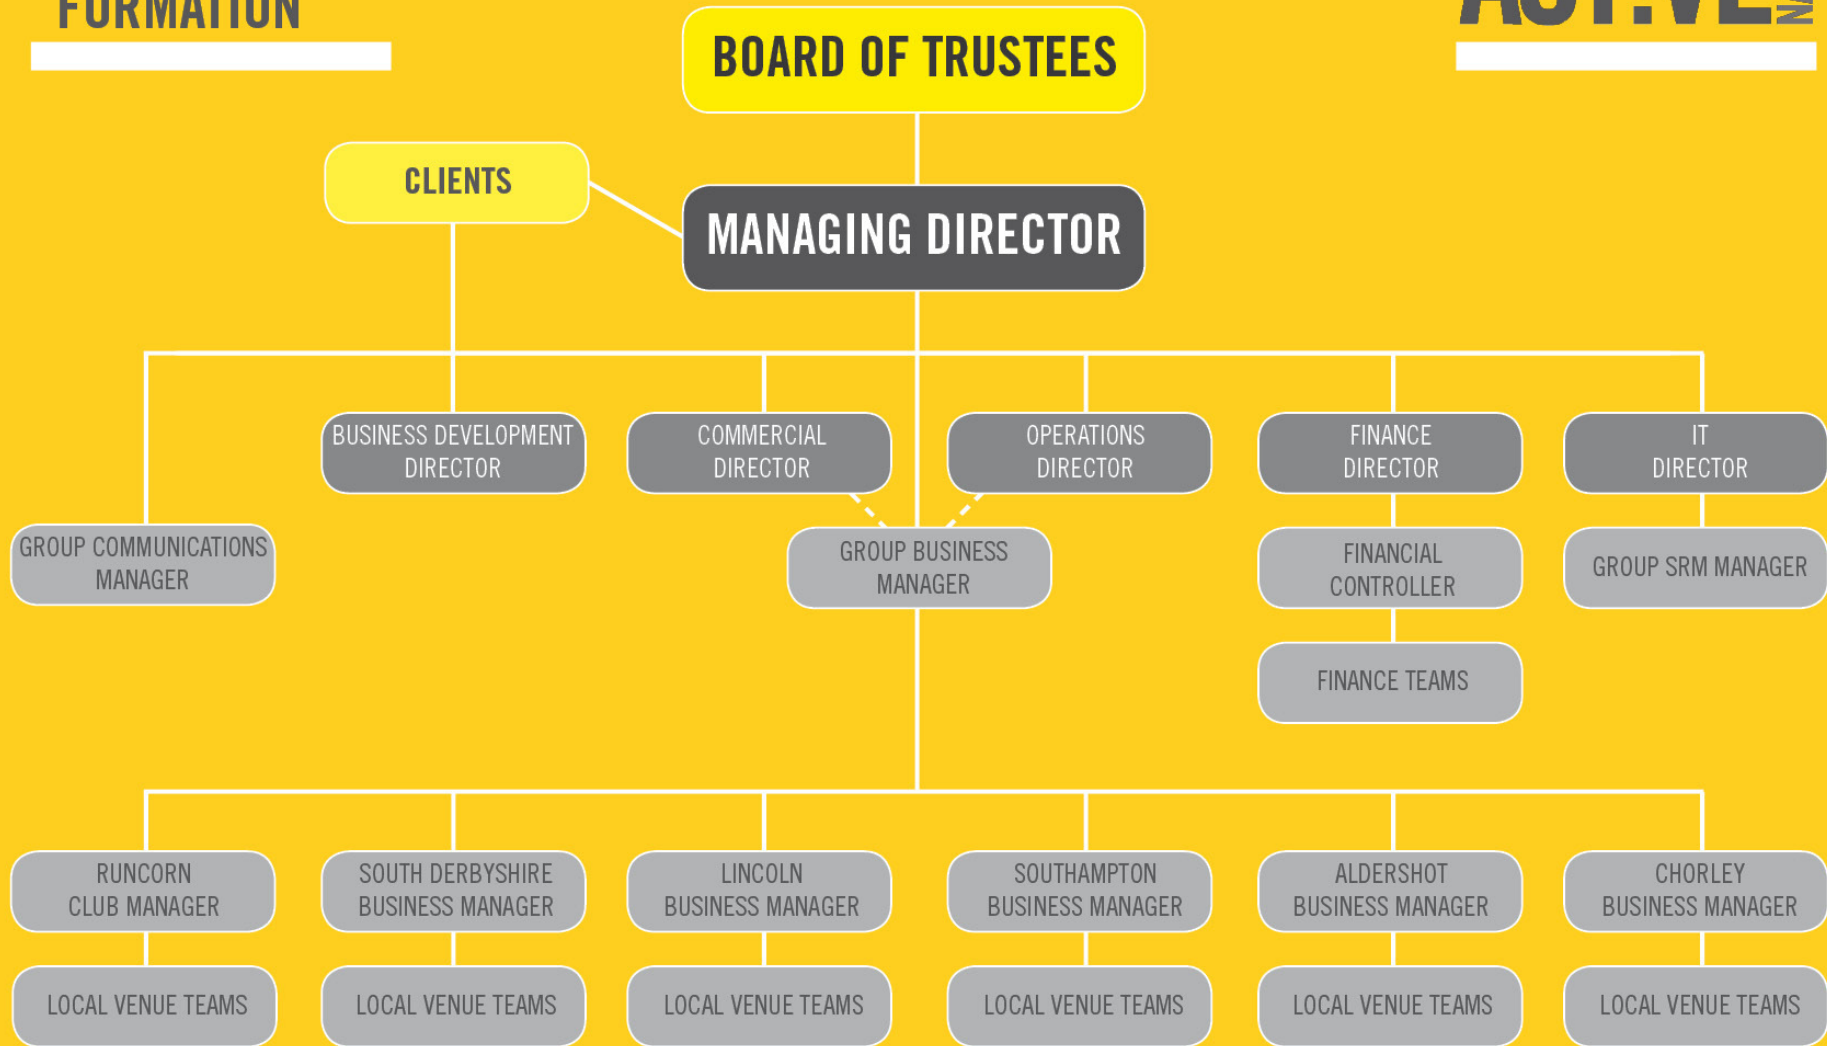 FORMATION
ACT!VE
BOARD OF TRUSTEES
CLIENTS
MANAGING DIRECTOR
BUSINESS DEVELOPMENT
DIRECTOR
COMMERCIAL
DIRECTOR
OPERATIONS
DIRECTOR
FINANCE
DIRECTOR
IT
DIRECTOR
GROUP COMMUNICATIONS
MANAGER
GROUP BUSINESS
MANAGER
FINANCIAL
CONTROLLER
GROUP SRM MANAGER
FINANCE TEAMS
RUNCORN
CLUB MANAGER
SOUTH DERBYSHIRE
BUSINESS MANAGER
LINCOLN
BUSINESS MANAGER
SOUTHAMPTON
BUSINESS MANAGER
ALDERSHOT
BUSINESS MANAGER
CHORLEY
BUSINESS MANAGER
LOCAL VENUE TEAMS
LOCAL VENUE TEAMS
LOCAL VENUE TEAMS
LOCAL VENUE TEAMS
LOCAL VENUE TEAMS
LOCAL VENUE TEAMS